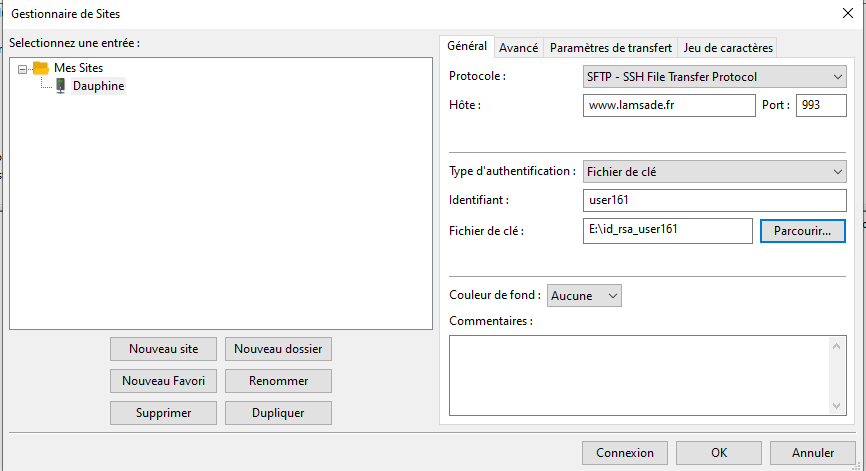 Gestionnaire de Sites
Selectionnez une entrée :
Mes Sites
Dauphine
Nouveau site
Nouveau dossier
Nouveau Favori
Renommer
Supprimer
Dupliquer
Général
Avancé
Paramètres de transfert
Jeu de caractères
Protocole :
SFTP - SSH File Transfer Protocol
Hôte :
www.lamsade.fr
Port :
993
Type d'authentification :
Fichier de clé
Identifiant :
user161
Fichier de clé :
E:\id_rsa_user161
Parcourir...
Couleur de fond :
Aucune
Commentaires :
Connexion
OK
Annuler